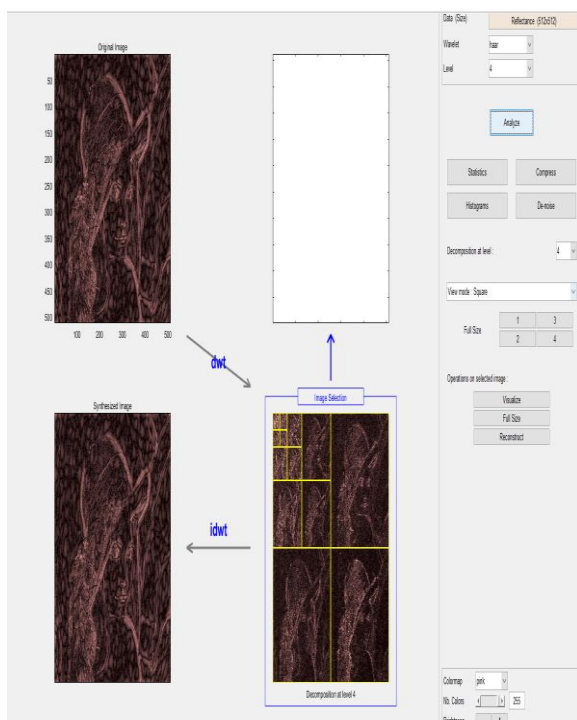 Original Image
50
100
150
200
250
300
350
400
450
500
100 200 300 400 500
dwt
Synthesized Image
idwt
Image Selection
Decomposition at level 4
Data (Size) Reflectance (512x512)
Wavelet haar
Level 4
Analyze
Statistics Compress
Histograms De-noise
Decomposition at level : 4
View mode : Square
Full Size
1 3
2 4
Operations on selected image :
Visualize
Full Size
Reconstruct
Colormap pink
Nb. Colors 255